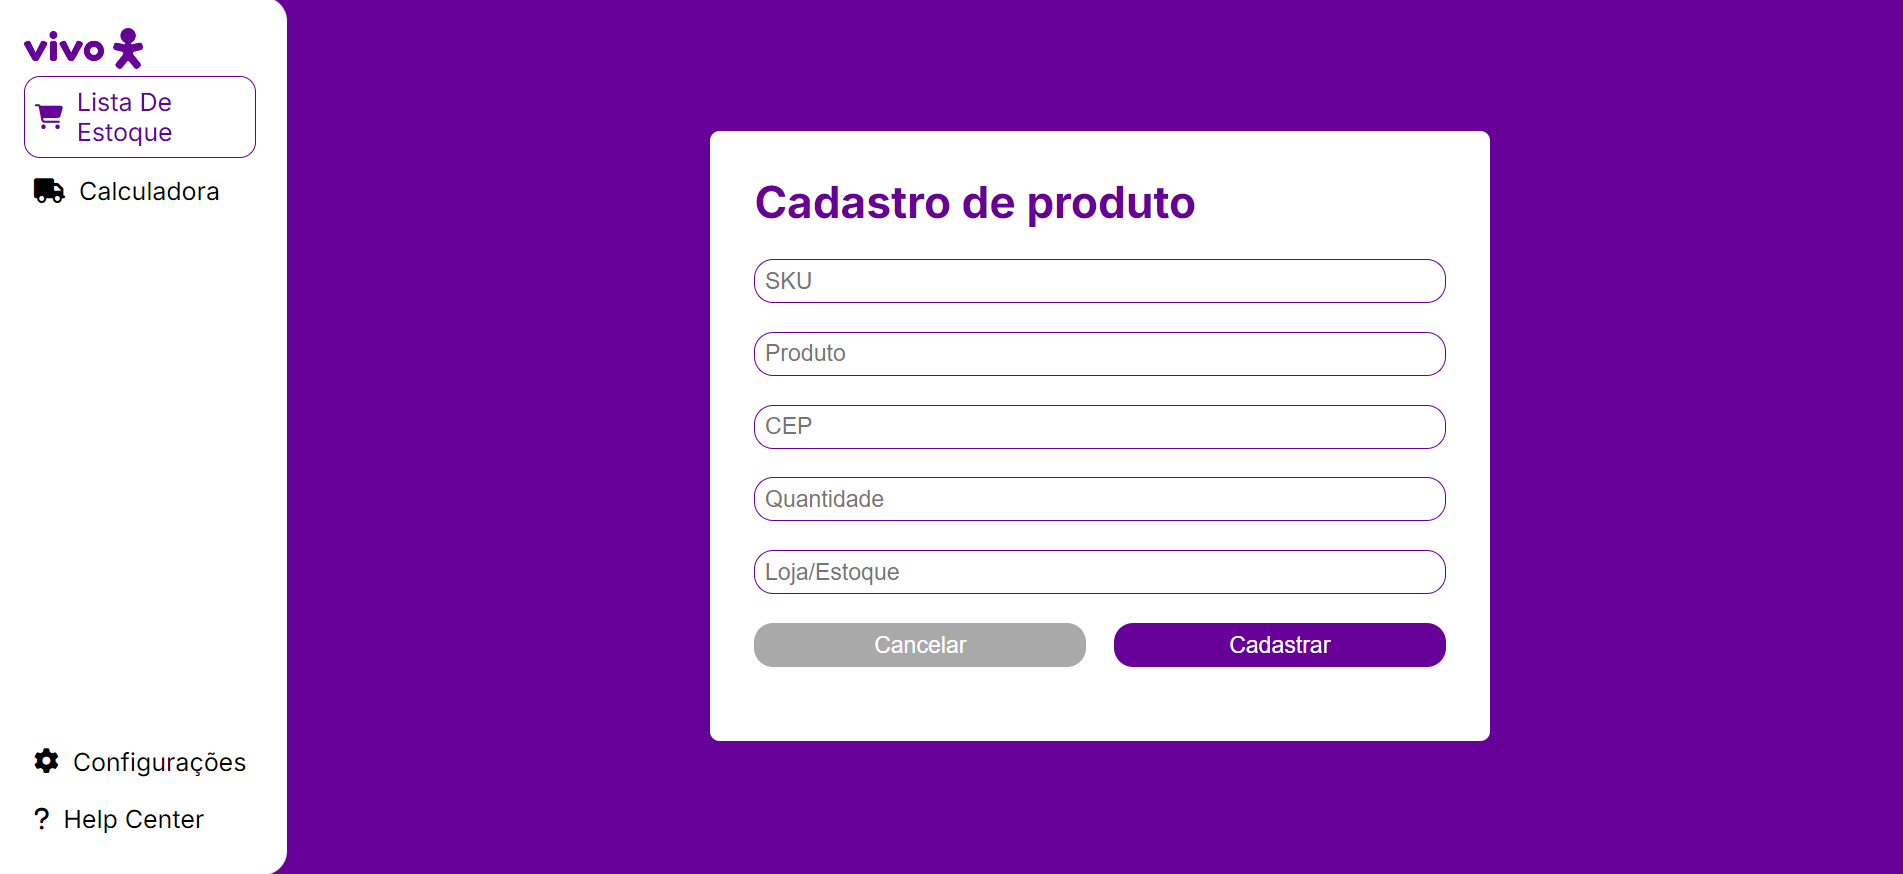 vivo
Lista De
Estoque
Calculadora
Configurações
Help Center
Cadastro de produto
SKU
Produto
CEP
Quantidade
Loja/Estoque
Cancelar
Cadastrar